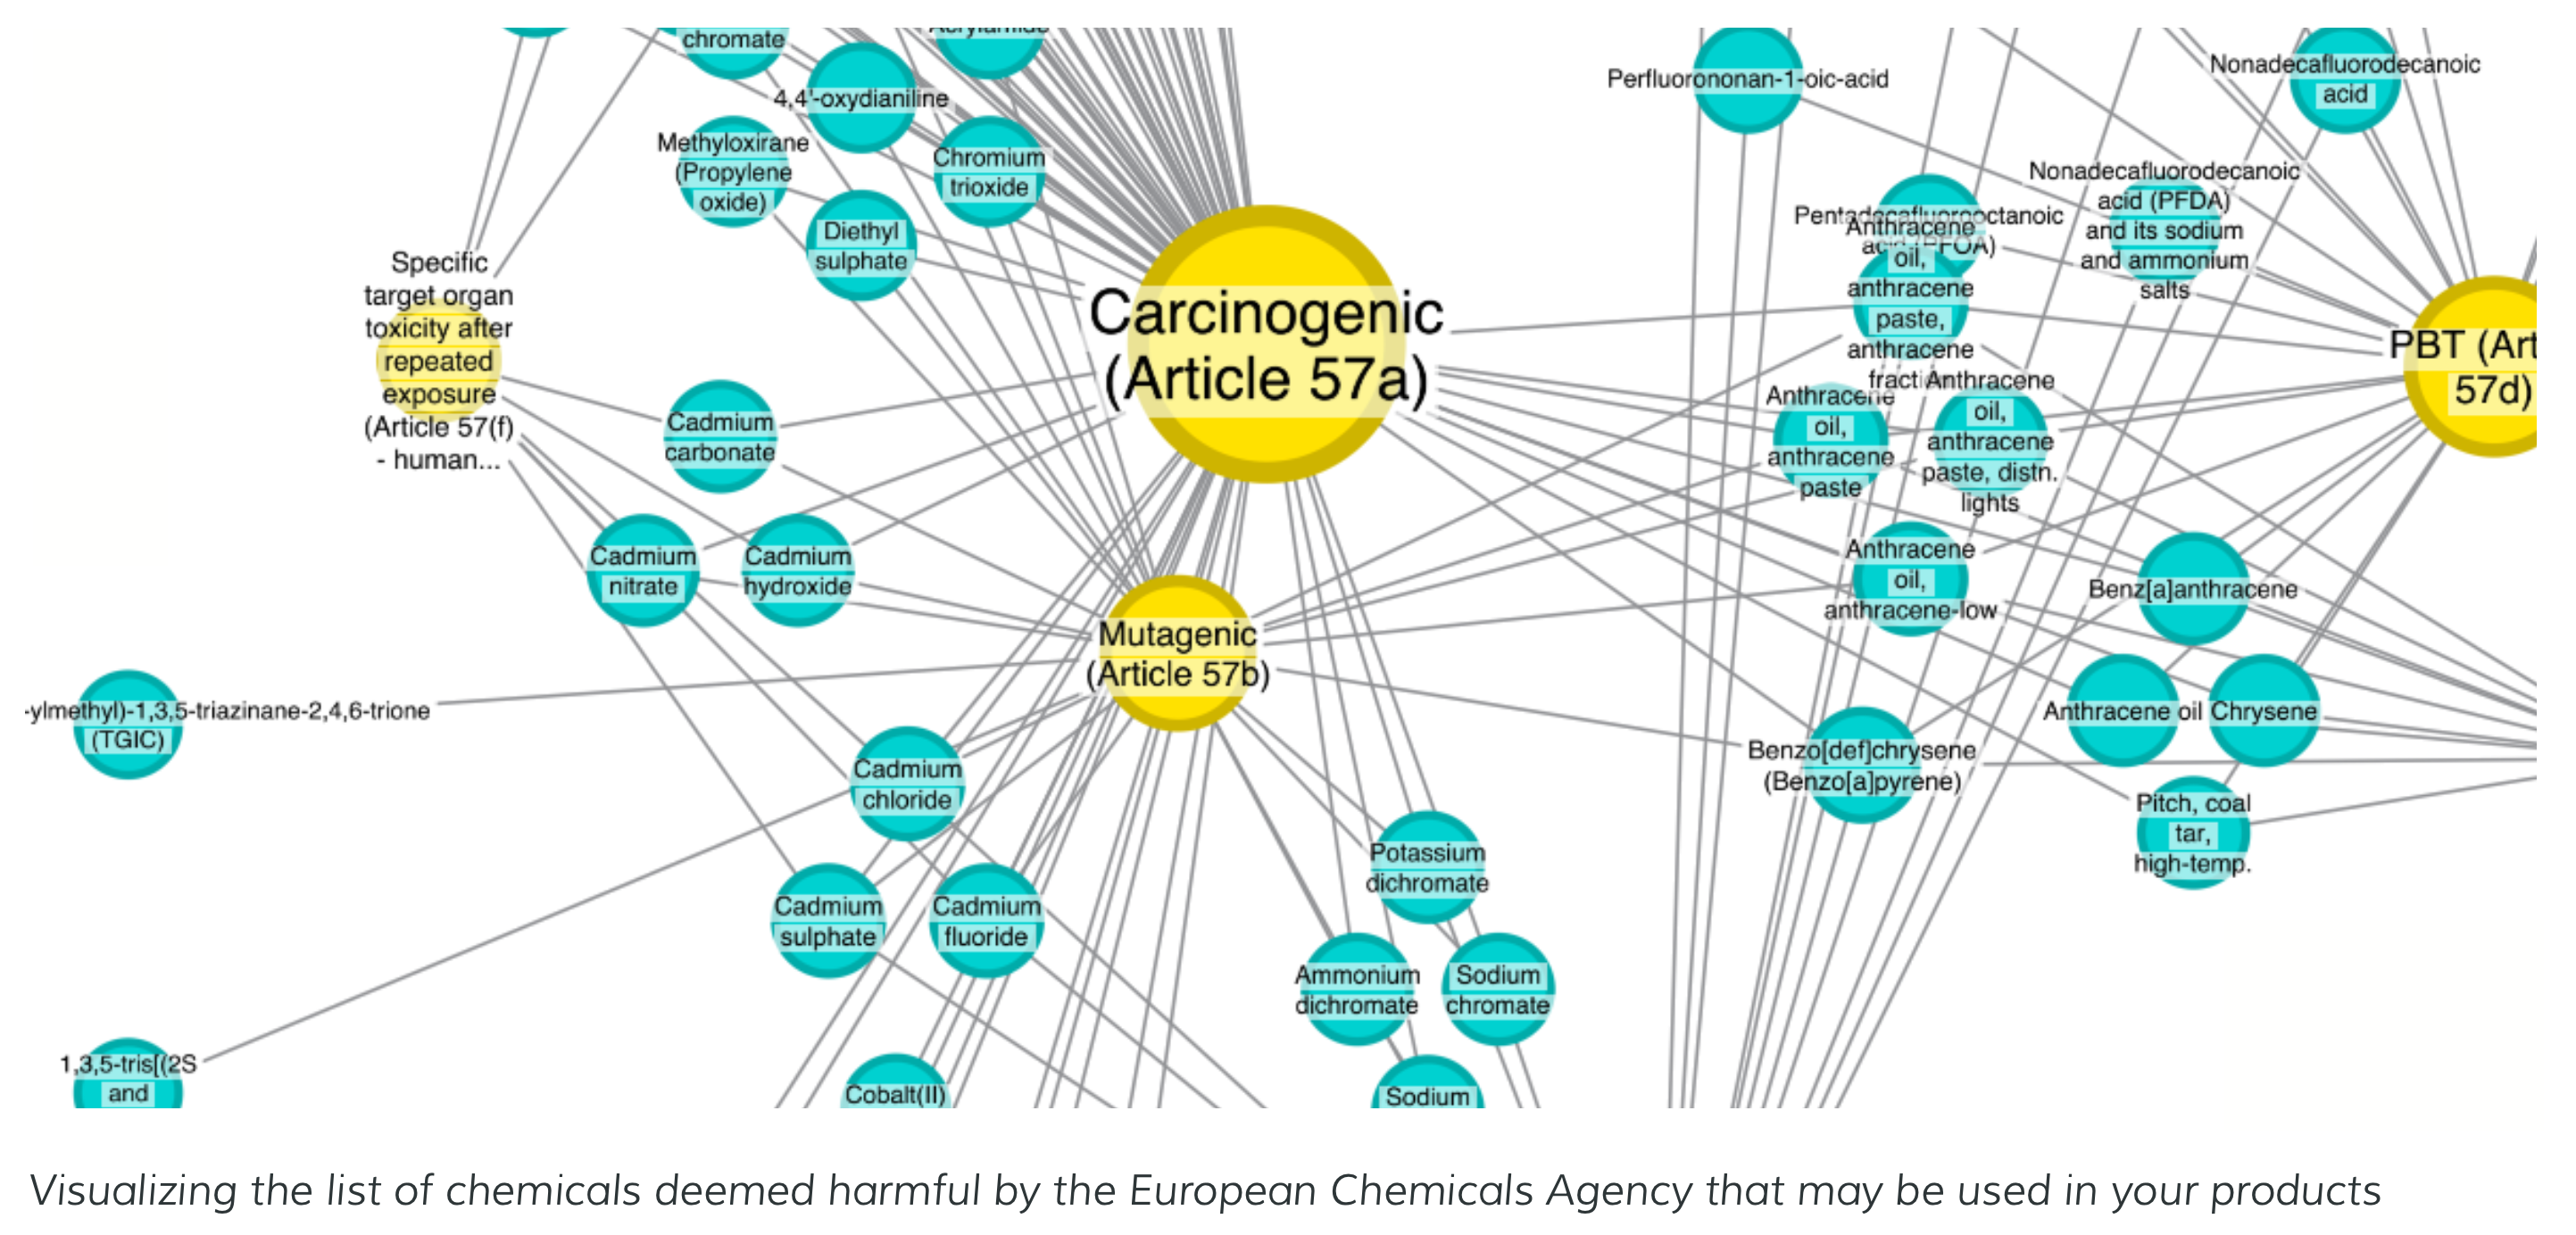 chromate
Acrylamide
4,4'-oxydianiline
Methyloxirane
(Propylene
oxide)
Chromium
trioxide
Diethyl
sulphate
Specific
target organ
toxicity after
repeated
exposure
(Article 57(f)
- human...
Carcinogenic
(Article 57a)
Perfluorononan-1-oic-acid
Nonadecafluorodecanoic
acid
Nonadecafluorodecanoic
acid (PFDA)
and its sodium
and ammonium
salts
Pentadecafluorooctanoic
acid (PFOA)
Anthracene
oil,
anthracene
paste,
anthracene
fracti
PBT (Art
57d)
Anthracene
oil,
anthracene
paste
Anthracene
oil,
anthracene
paste, distn.
lights
Cadmium
carbonate
Cadmium
nitrate
Cadmium
hydroxide
Mutagenic
(Article 57b)
Anthracene
oil,
anthracene-low
Benz[a]anthracene
-ylmethyl)-1,3,5-triazinane-2,4,6-trione
(TGIC)
Anthracene oil
Chrysene
Cadmium
chloride
Benzo[def]chrysene
(Benzo[a]pyrene)
Pitch, coal
tar,
high-temp.
Potassium
dichromate
Cadmium
sulphate
Cadmium
fluoride
Ammonium
dichromate
Sodium
chromate
1,3,5-tris[(2S
and
Cobalt(II)
Sodium
Visualizing the list of chemicals deemed harmful by the European Chemicals Agency that may be used in your products